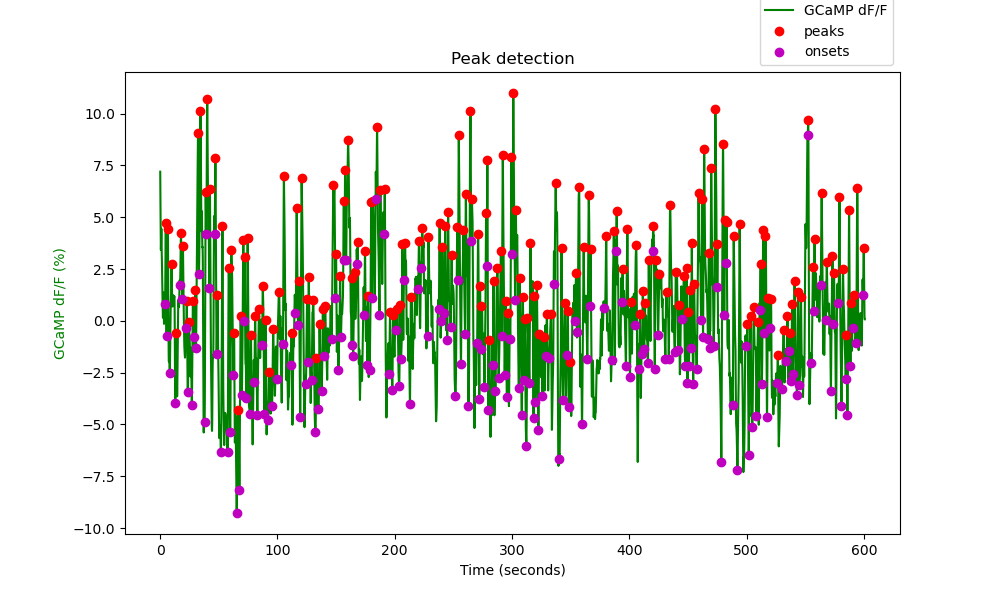 GCaMP dF/F
peaks
onsets
Peak detection
GCaMP dF/F (%)
10.0
7.5
5.0
2.5
0.0
−2.5
−5.0
−7.5
−10.0
0 100 200 300 400 500 600
Time (seconds)